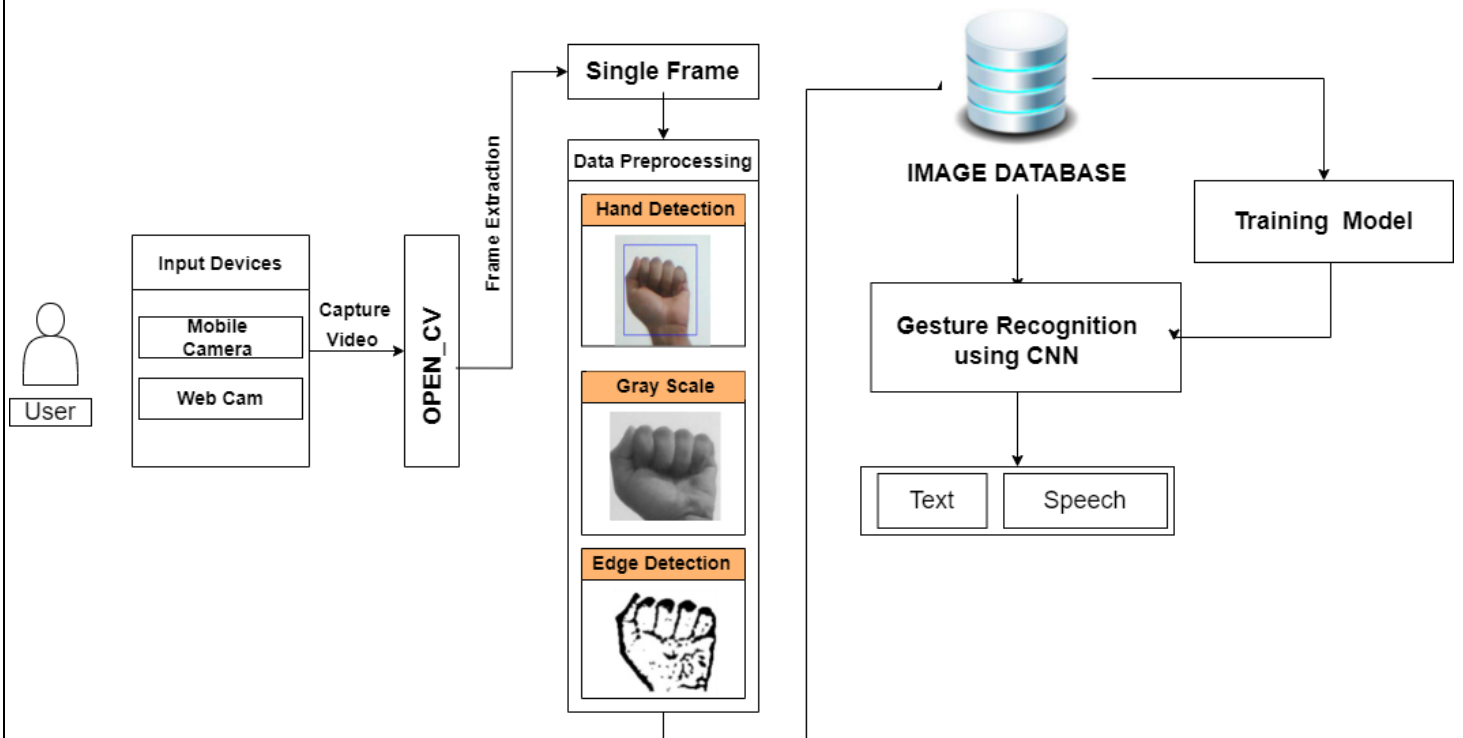 User
Input Devices
Mobile
Camera
Web Cam
Capture
Video
OPEN_CV
Frame Extraction
Single Frame
Data Preprocessing
Hand Detection
Gray Scale
Edge Detection
IMAGE DATABASE
Training Model
Gesture Recognition
using CNN
Text
Speech